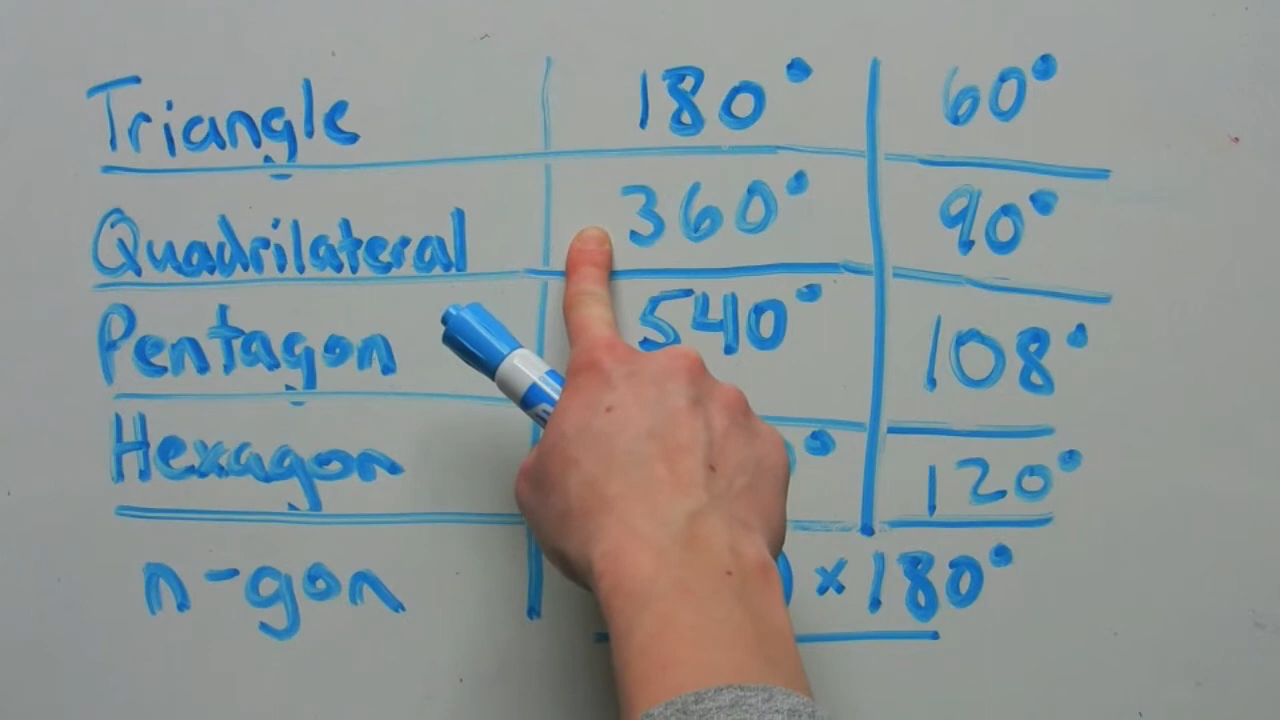 Triangle 180° 60°
Quadrilateral 360° 90°
Pentagon 540° 108°
Hexagon 120°
n-gon ) × 180°